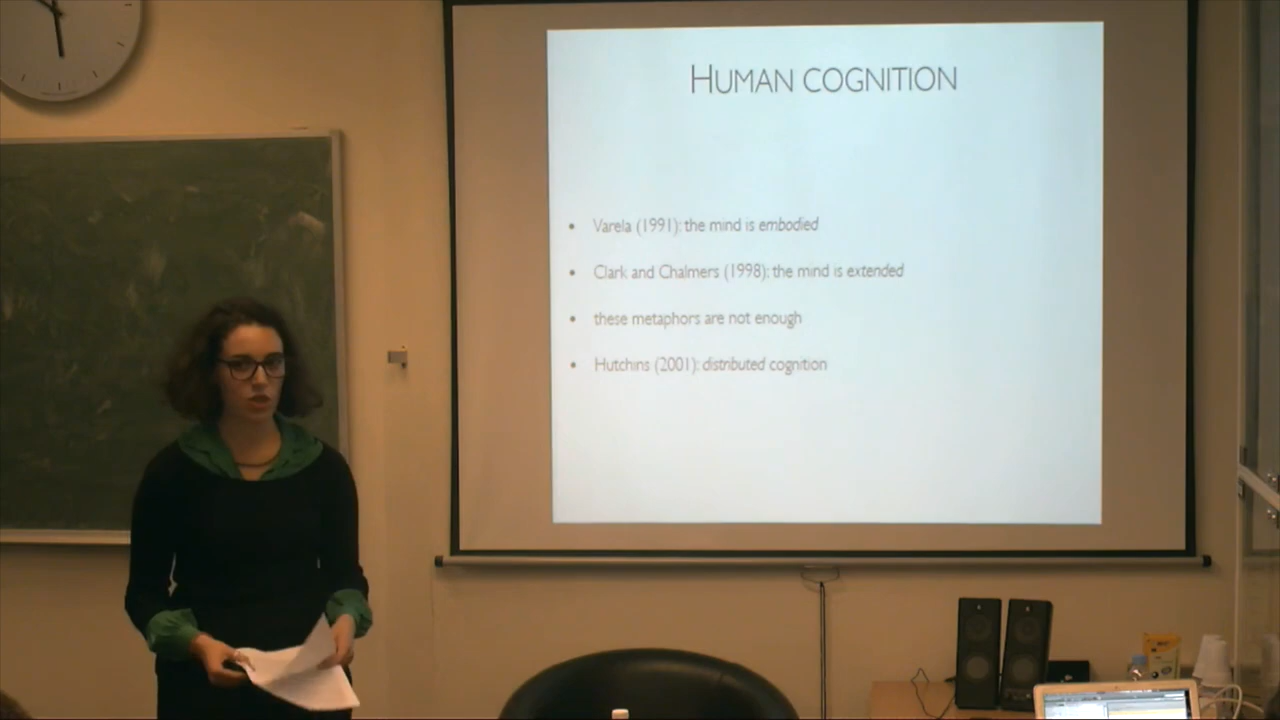 HUMAN COGNITION
• Varela (1991): the mind is embodied
• Clark and Chalmers (1998): the mind is extended
• these metaphors are not enough
• Hutchins (2001): distributed cognition